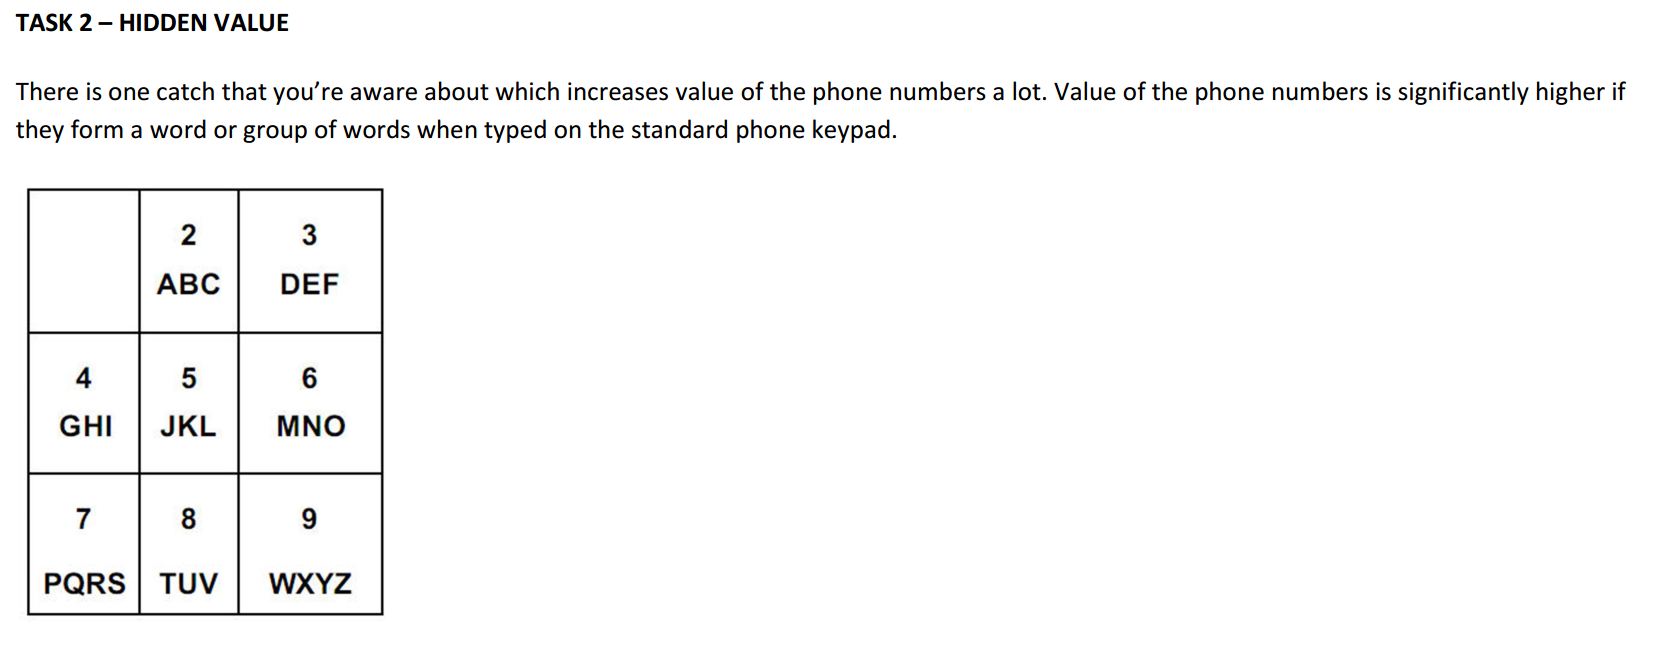 TASK 2 – HIDDEN VALUE
There is one catch that you’re aware about which increases value of the phone numbers a lot. Value of the phone numbers is significantly higher if
they form a word or group of words when typed on the standard phone keypad.
2 3
ABC DEF
4 5 6
GHI JKL MNO
7 8 9
PQRS TUV WXYZ